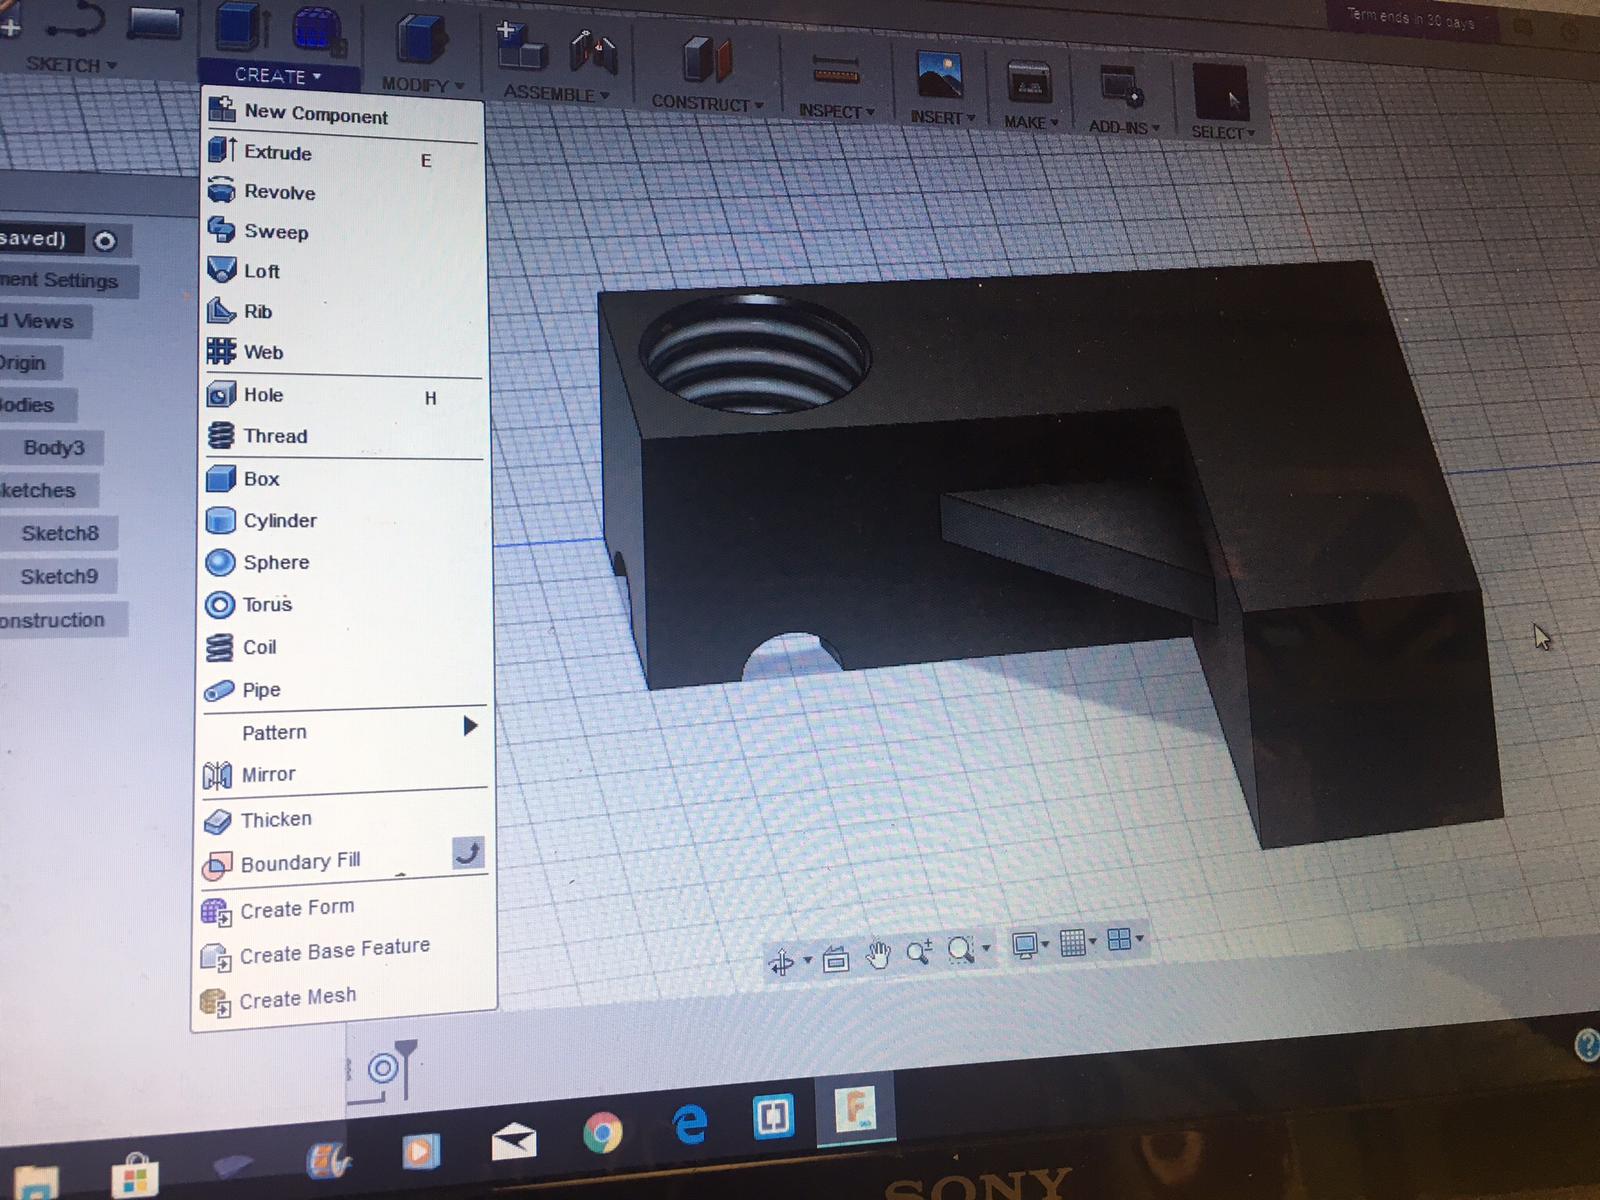 Term ends in 30 days
SKETCH
CREATE
MODIFY
ASSEMBLE
CONSTRUCT
INSPECT
INSERT
MAKE
ADD-INS
SELECT
New Component
Extrude E
Revolve
Sweep
Loft
Rib
Web
Hole H
Thread
Box
Cylinder
Sphere
Torus
Coil
Pipe
Pattern
Mirror
Thicken
Boundary Fill
Create Form
Create Base Feature
Create Mesh
saved)
ment Settings
d Views
Origin
Bodies
Body3
ketches
Sketch8
Sketch9
onstruction
F
SONY